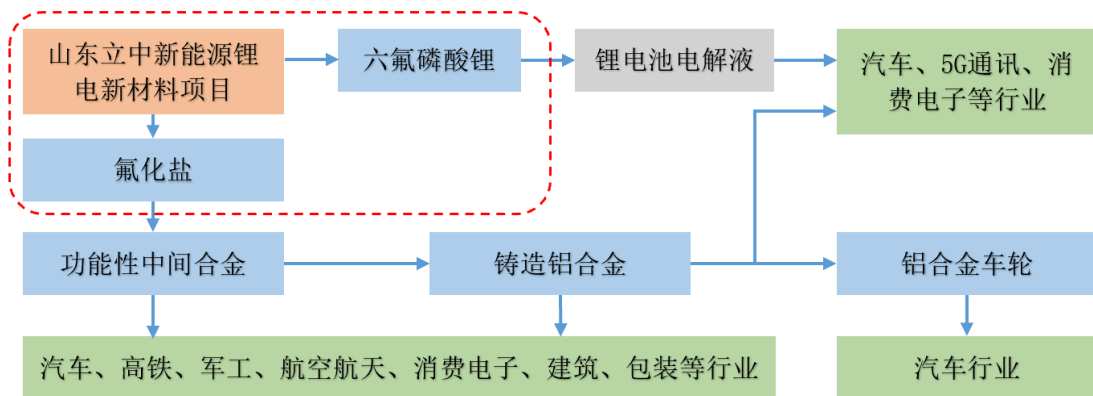 山东立中新能源锂
电新材料项目
六氟磷酸锂
锂电池电解液
汽车、5G通讯、消
费电子等行业
氟化盐
功能性中间合金
铸造铝合金
铝合金车轮
汽车、高铁、军工、航空航天、消费电子、建筑、包装等行业
汽车行业